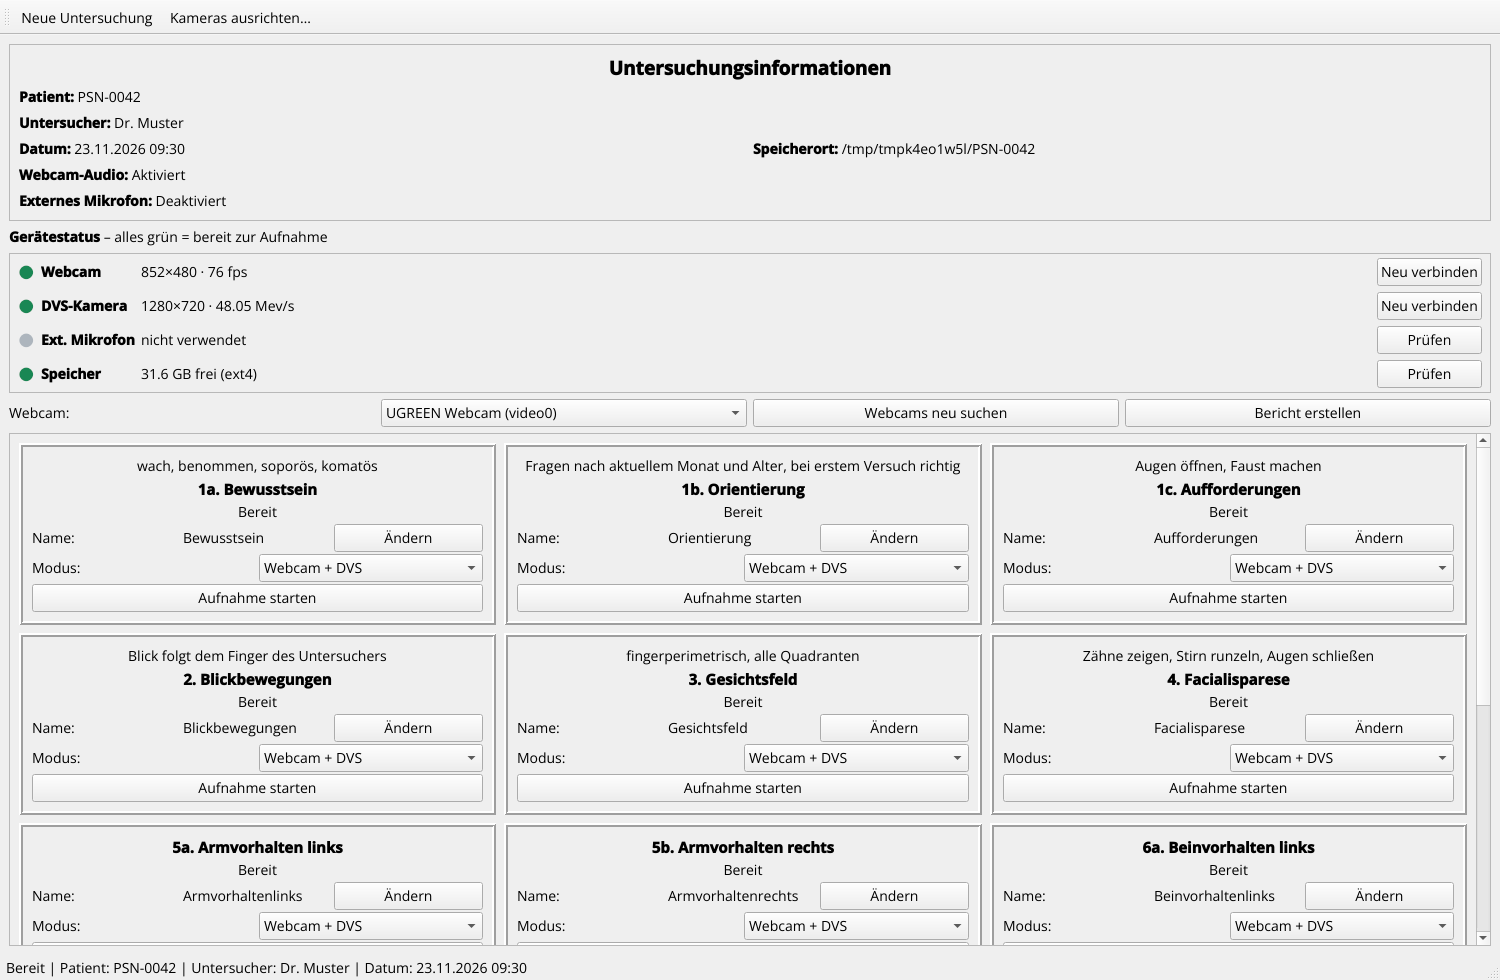 Neue Untersuchung Kameras ausrichten...
Untersuchungsinformationen
Patient: PSN-0042
Untersucher: Dr. Muster
Datum: 23.11.2026 09:30 Speicherort: /tmp/tmpk4eo1w5l/PSN-0042
Webcam-Audio: Aktiviert
Externes Mikrofon: Deaktiviert
Gerätestatus – alles grün = bereit zur Aufnahme
Webcam 852×480 · 76 fps Neu verbinden
DVS-Kamera 1280×720 · 48.05 Mev/s Neu verbinden
Ext. Mikrofon nicht verwendet Prüfen
Speicher 31.6 GB frei (ext4) Prüfen
Webcam: UGREEN Webcam (video0) Webcams neu suchen Bericht erstellen
wach, benommen, soporös, komatös Fragen nach aktuellem Monat und Alter, bei erstem Versuch richtig Augen öffnen, Faust machen
1a. Bewusstsein 1b. Orientierung 1c. Aufforderungen
Bereit Bereit Bereit
Name: Bewusstsein Ändern Name: Orientierung Ändern Name: Aufforderungen Ändern
Modus: Webcam + DVS Modus: Webcam + DVS Modus: Webcam + DVS
Aufnahme starten Aufnahme starten Aufnahme starten
Blick folgt dem Finger des Untersuchers fingerperimetrisch, alle Quadranten Zähne zeigen, Stirn runzeln, Augen schließen
2. Blickbewegungen 3. Gesichtsfeld 4. Facialisparese
Bereit Bereit Bereit
Name: Blickbewegungen Ändern Name: Gesichtsfeld Ändern Name: Facialisparese Ändern
Modus: Webcam + DVS Modus: Webcam + DVS Modus: Webcam + DVS
Aufnahme starten Aufnahme starten Aufnahme starten
5a. Armvorhalten links 5b. Armvorhalten rechts 6a. Beinvorhalten links
Bereit Bereit Bereit
Name: Armvorhaltenlinks Ändern Name: Armvorhaltenrechts Ändern Name: Beinvorhaltenlinks Ändern
Modus: Webcam + DVS Modus: Webcam + DVS Modus: Webcam + DVS
Bereit | Patient: PSN-0042 | Untersucher: Dr. Muster | Datum: 23.11.2026 09:30